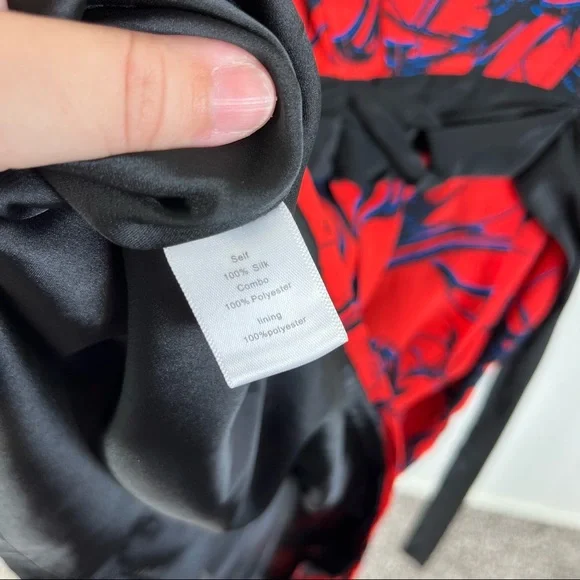 Self
100% Silk
Combo
100% Polyester
lining
100%polyester